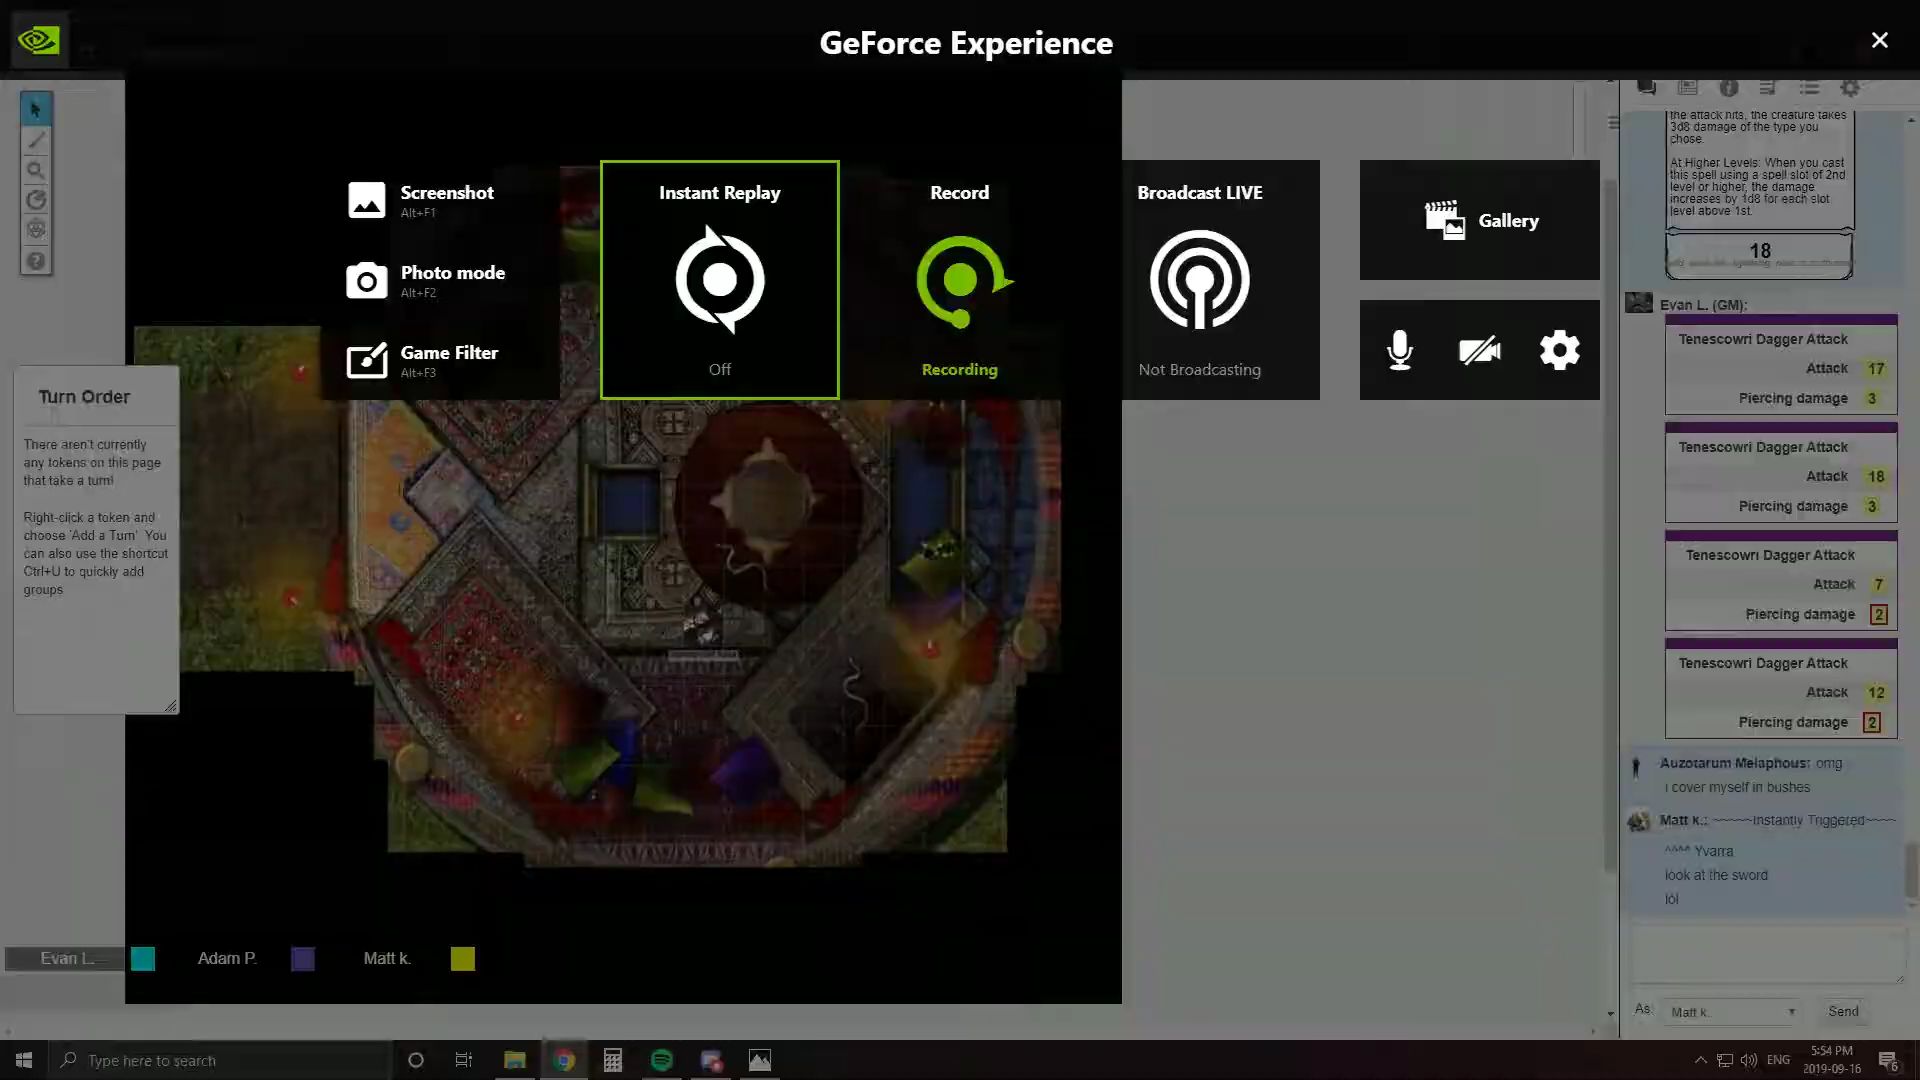 GeForce Experience
Screenshot
Alt+F1
Photo mode
Alt+F2
Game Filter
Alt+F3
Instant Replay
Off
Record
Recording
Broadcast LIVE
Not Broadcasting
Gallery
Turn Order
There aren't currently
any tokens on this page
that take a turn!
Right-click a token and
choose 'Add a Turn'. You
can also use the shortcut
Ctrl+U to quickly add
groups
Evan L.
Adam P.
Matt k.
the attack hits, the creature takes
3d8 damage of the type you
chose.
At Higher Levels: When you cast
this spell using a spell slot of 2nd
level or higher, the damage
increases by 1d8 for each slot
level above 1st.
18
Evan L. (GM):
Tenescowri Dagger Attack
Attack 17
Piercing damage 3
Tenescowri Dagger Attack
Attack 18
Piercing damage 3
Tenescowri Dagger Attack
Attack 7
Piercing damage 2
Tenescowri Dagger Attack
Attack 12
Piercing damage 2
Auzotarum Melaphous: omg
i cover myself in bushes
Matt k.: ~~~~~Instantly Triggered~~~~
^^^^ Yvarra
look at the sword
lol
As: Matt k. Send
Type here to search
ENG
5:54 PM
2019-09-16
6